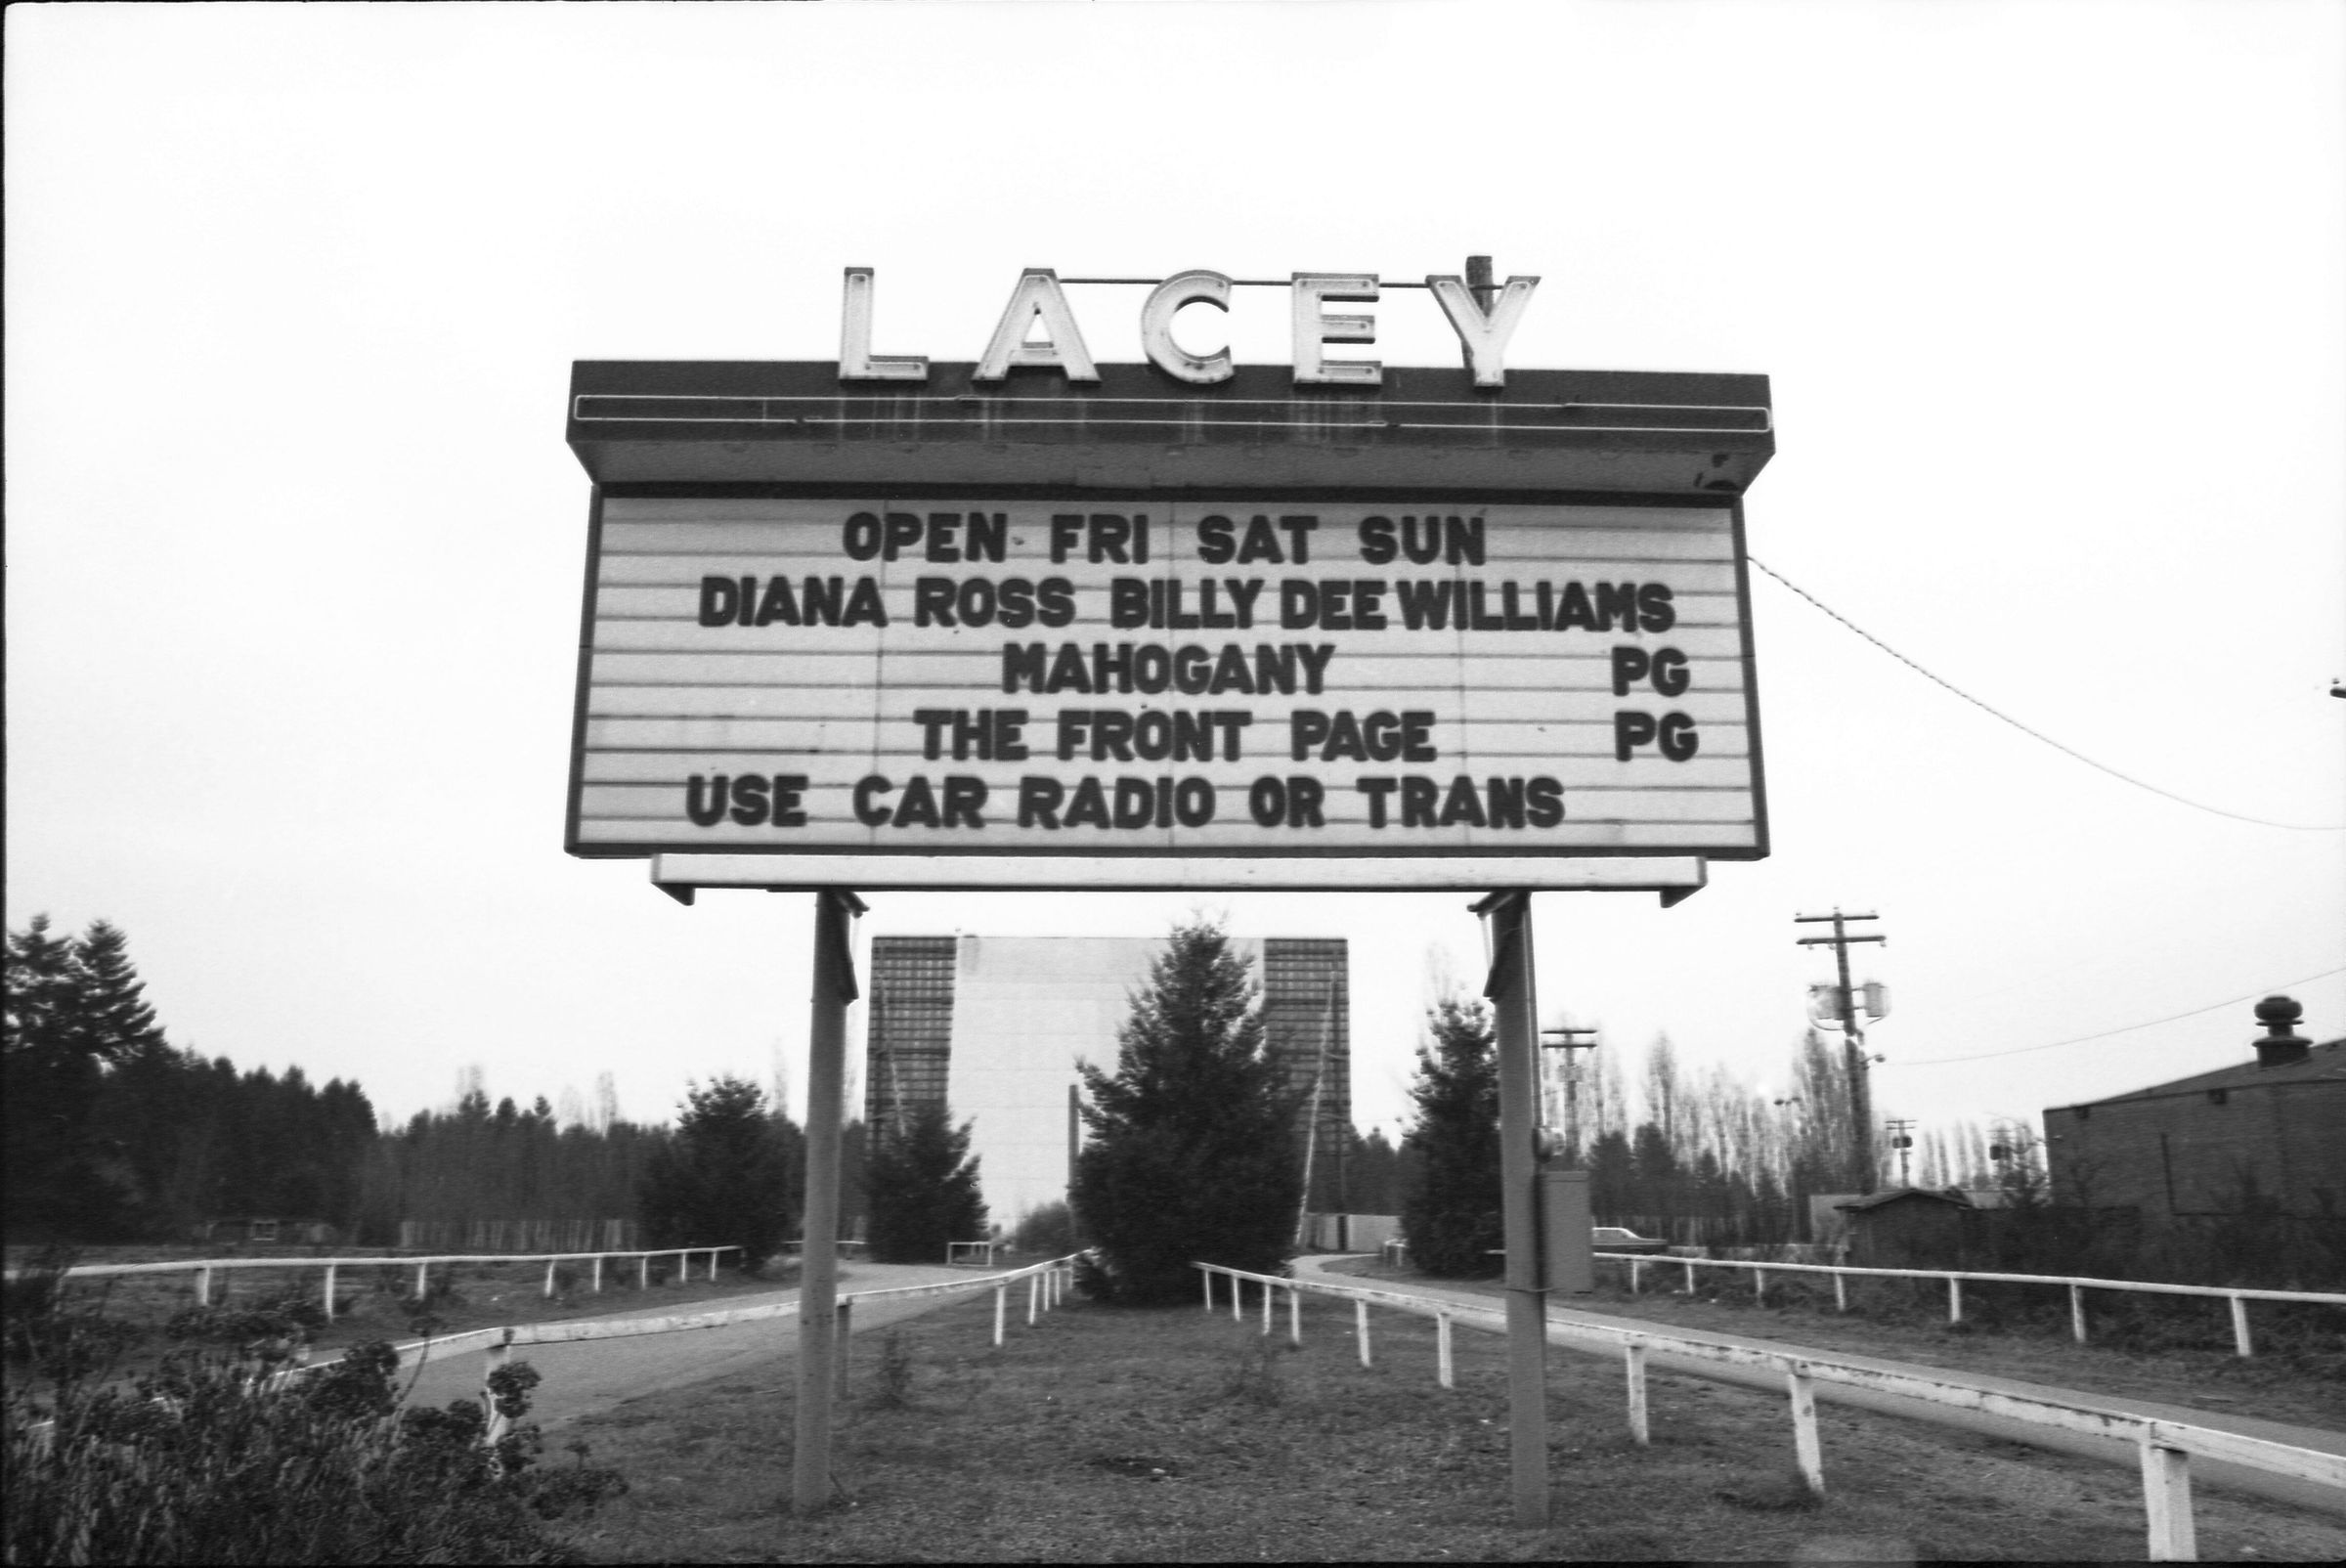 LACEY
OPEN FRI SAT SUN
DIANA ROSS BILLY DEE WILLIAMS
MAHOGANY PG
THE FRONT PAGE PG
USE CAR RADIO OR TRANS